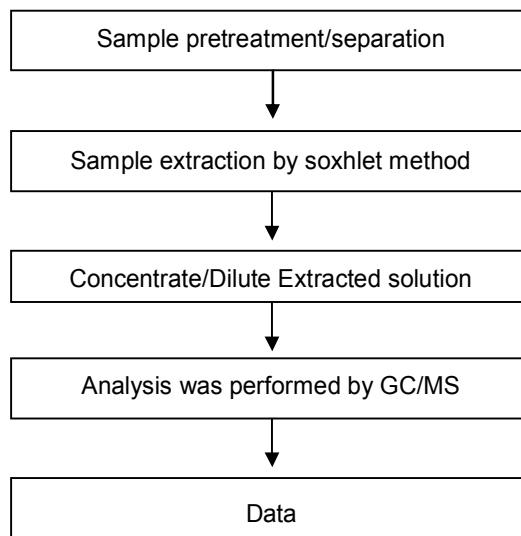 Sample pretreatment/separation
Sample extraction by soxhlet method
Concentrate/Dilute Extracted solution
Analysis was performed by GC/MS
Data